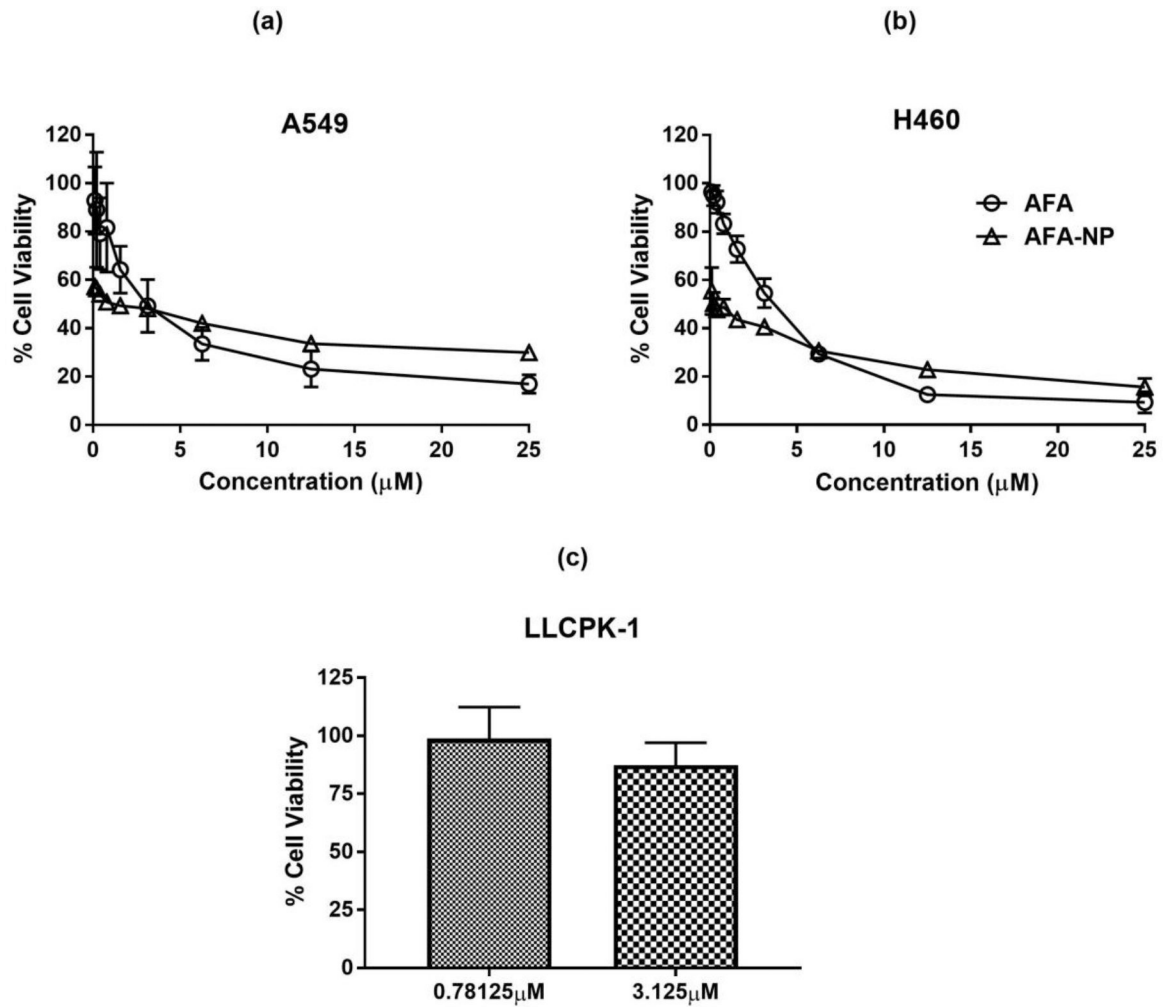 (a)
A549
120
100
80
60
40
20
0
% Cell Viability
0 5 10 15 20 25
Concentration (μM)
(b)
H460
120
100
80
60
40
20
0
% Cell Viability
0 5 10 15 20 25
Concentration (μM)
AFA
AFA-NP
(c)
LLCPK-1
125
100
75
50
25
0
% Cell Viability
0.78125μM 3.125μM